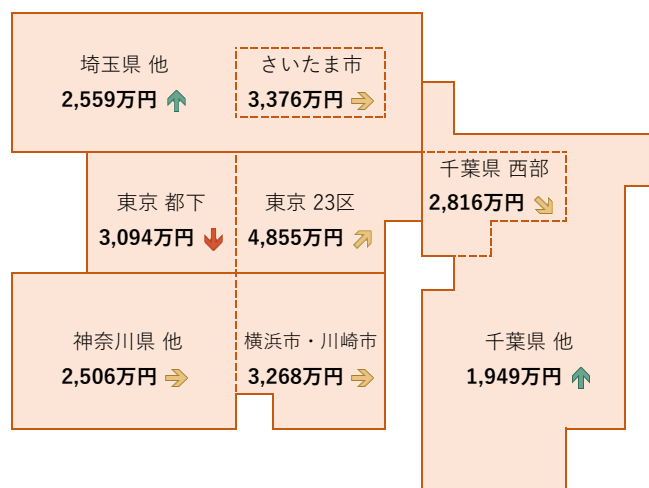 埼玉県 他
2,559万円
さいたま市
3,376万円
千葉県 西部
2,816万円
東京 都下
3,094万円
東京 23区
4,855万円
神奈川県 他
2,506万円
横浜市・川崎市
3,268万円
千葉県 他
1,949万円